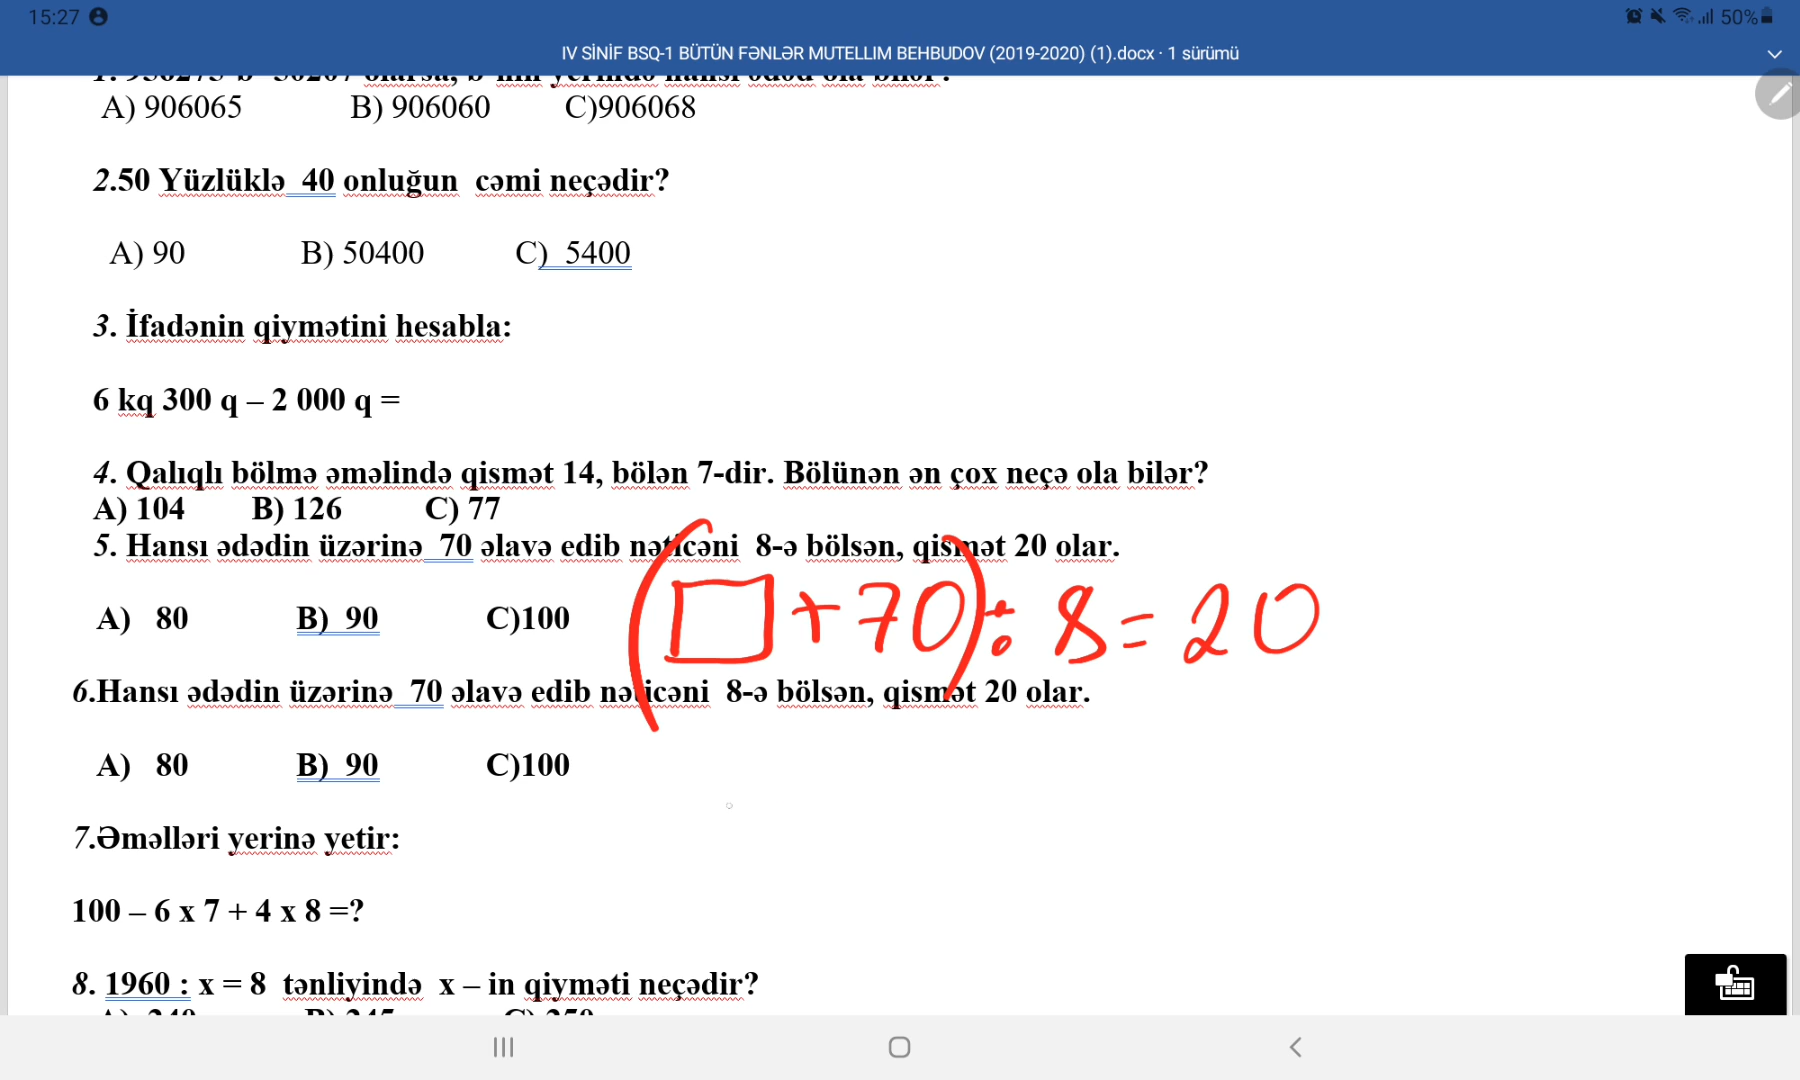 15:27
50%
IV SİNİF BSQ-1 BÜTÜN FƏNLƏR MUTELLIM BEHBUDOV (2019-2020) (1).docx · 1 sürümü
A) 906065 B) 906060 C)906068
2.50 Yüzlüklə 40 onluğun cəmi neçədir?
A) 90 B) 50400 C) 5400
3. İfadənin qiymətini hesabla:
6 kq 300 q – 2 000 q =
4. Qalıqlı bölmə əməlində qismət 14, bölən 7-dir. Bölünən ən çox neçə ola bilər?
A) 104 B) 126 C) 77
5. Hansı ədədin üzərinə 70 əlavə edib nəticəni 8-ə bölsən, qismət 20 olar.
A) 80 B) 90 C)100
(□+70):8=20
6.Hansı ədədin üzərinə 70 əlavə edib nəticəni 8-ə bölsən, qismət 20 olar.
A) 80 B) 90 C)100
7.Əməlləri yerinə yetir:
100 – 6 x 7 + 4 x 8 =?
8. 1960 : x = 8 tənliyində x – in qiyməti neçədir?